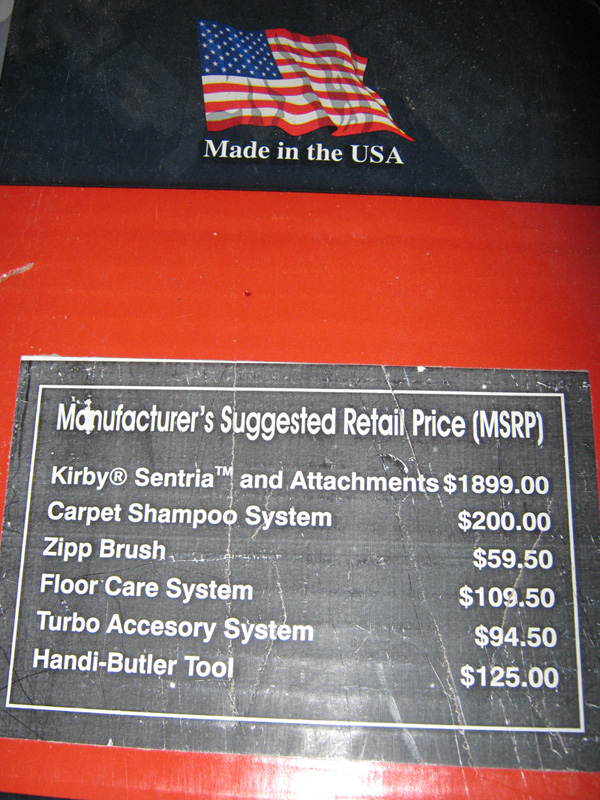 Made in the USA
Manufacturer's Suggested Retail Price (MSRP)
Kirby® Sentria™ and Attachments $1899.00
Carpet Shampoo System $200.00
Zipp Brush $59.50
Floor Care System $109.50
Turbo Accesory System $94.50
Handi-Butler Tool $125.00